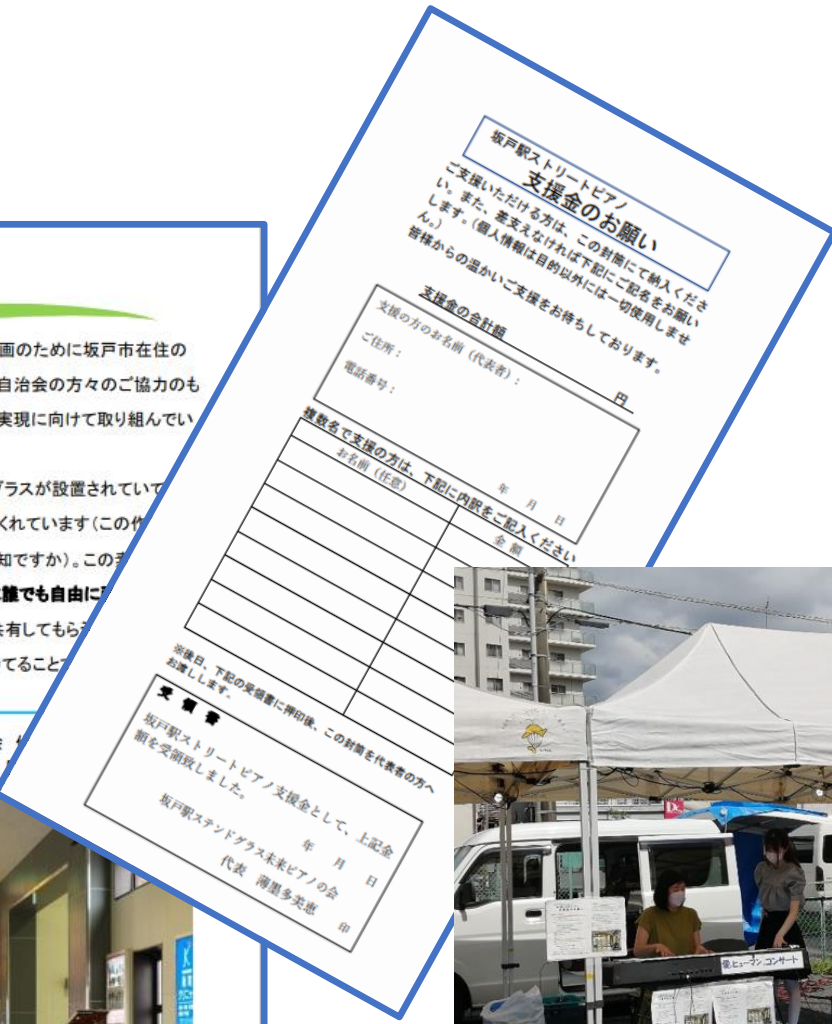 坂戸駅ストリートピアノ
支援金のお願い
ご支援いただける方は、この封筒にて納入くださ
い。また、差支えなければ下記にご記名をお願い
します。（個人情報は目的以外には一切使用しませ
ん。）
皆様からの温かいご支援をお待ちしております。
支援金の合計額
円
支援の方のお名前（代表者）：
ご住所：
電話番号：
年 月 日
複数名で支援の方は、下記に内訳をご記入ください
お名前（任意）
金額
※後日、下記の受領書に押印後、この封筒を代表者の方へ
お渡しします。
受 領 書
坂戸駅ストリートピアノ支援金として、上記金
額を受領致しました。
年 月 日
坂戸駅ステンドグラス未来ピアノの会
代表 薄墨多美恵 印
画のために坂戸市在住の
自治会の方々のご協力のも
実現に向けて取り組んでい
グラスが設置されていて
くれています（この作
知ですか）。この
誰でも自由に
共有してもら
てること
愛.ヒューマン.コンサート